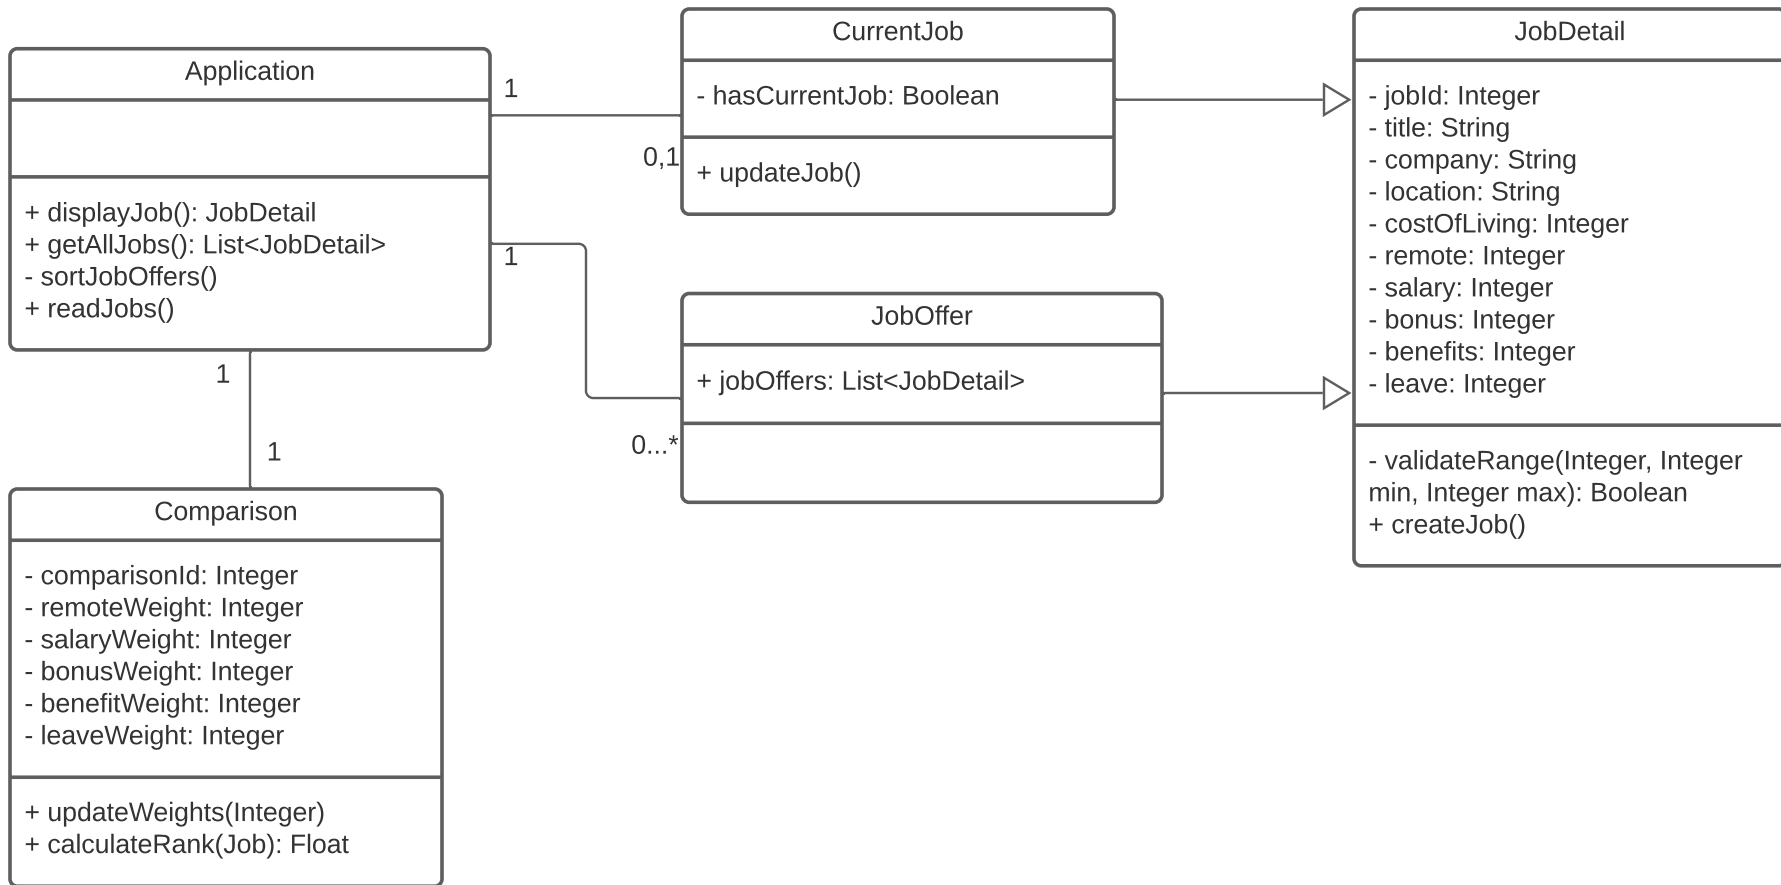 Application
+ displayJob(): JobDetail
+ getAllJobs(): List<JobDetail>
- sortJobOffers()
+ readJobs()
1
0,1
1
0...*
1
1
CurrentJob
- hasCurrentJob: Boolean
+ updateJob()
JobOffer
+ jobOffers: List<JobDetail>
JobDetail
- jobId: Integer
- title: String
- company: String
- location: String
- costOfLiving: Integer
- remote: Integer
- salary: Integer
- bonus: Integer
- benefits: Integer
- leave: Integer
- validateRange(Integer, Integer
min, Integer max): Boolean
+ createJob()
Comparison
- comparisonId: Integer
- remoteWeight: Integer
- salaryWeight: Integer
- bonusWeight: Integer
- benefitWeight: Integer
- leaveWeight: Integer
+ updateWeights(Integer)
+ calculateRank(Job): Float